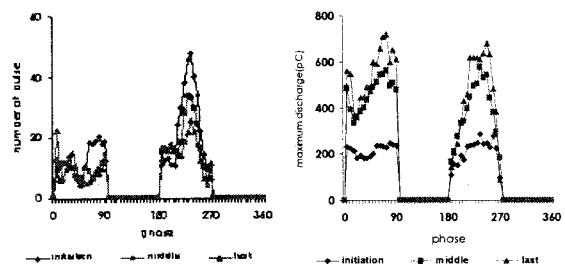 number of pulse
60
40
20
0
0 90 180 270 360
phase
initiation middle last
maximum discharge(pC)
800
600
400
200
0
0 90 180 270 360
phase
initiation middle last